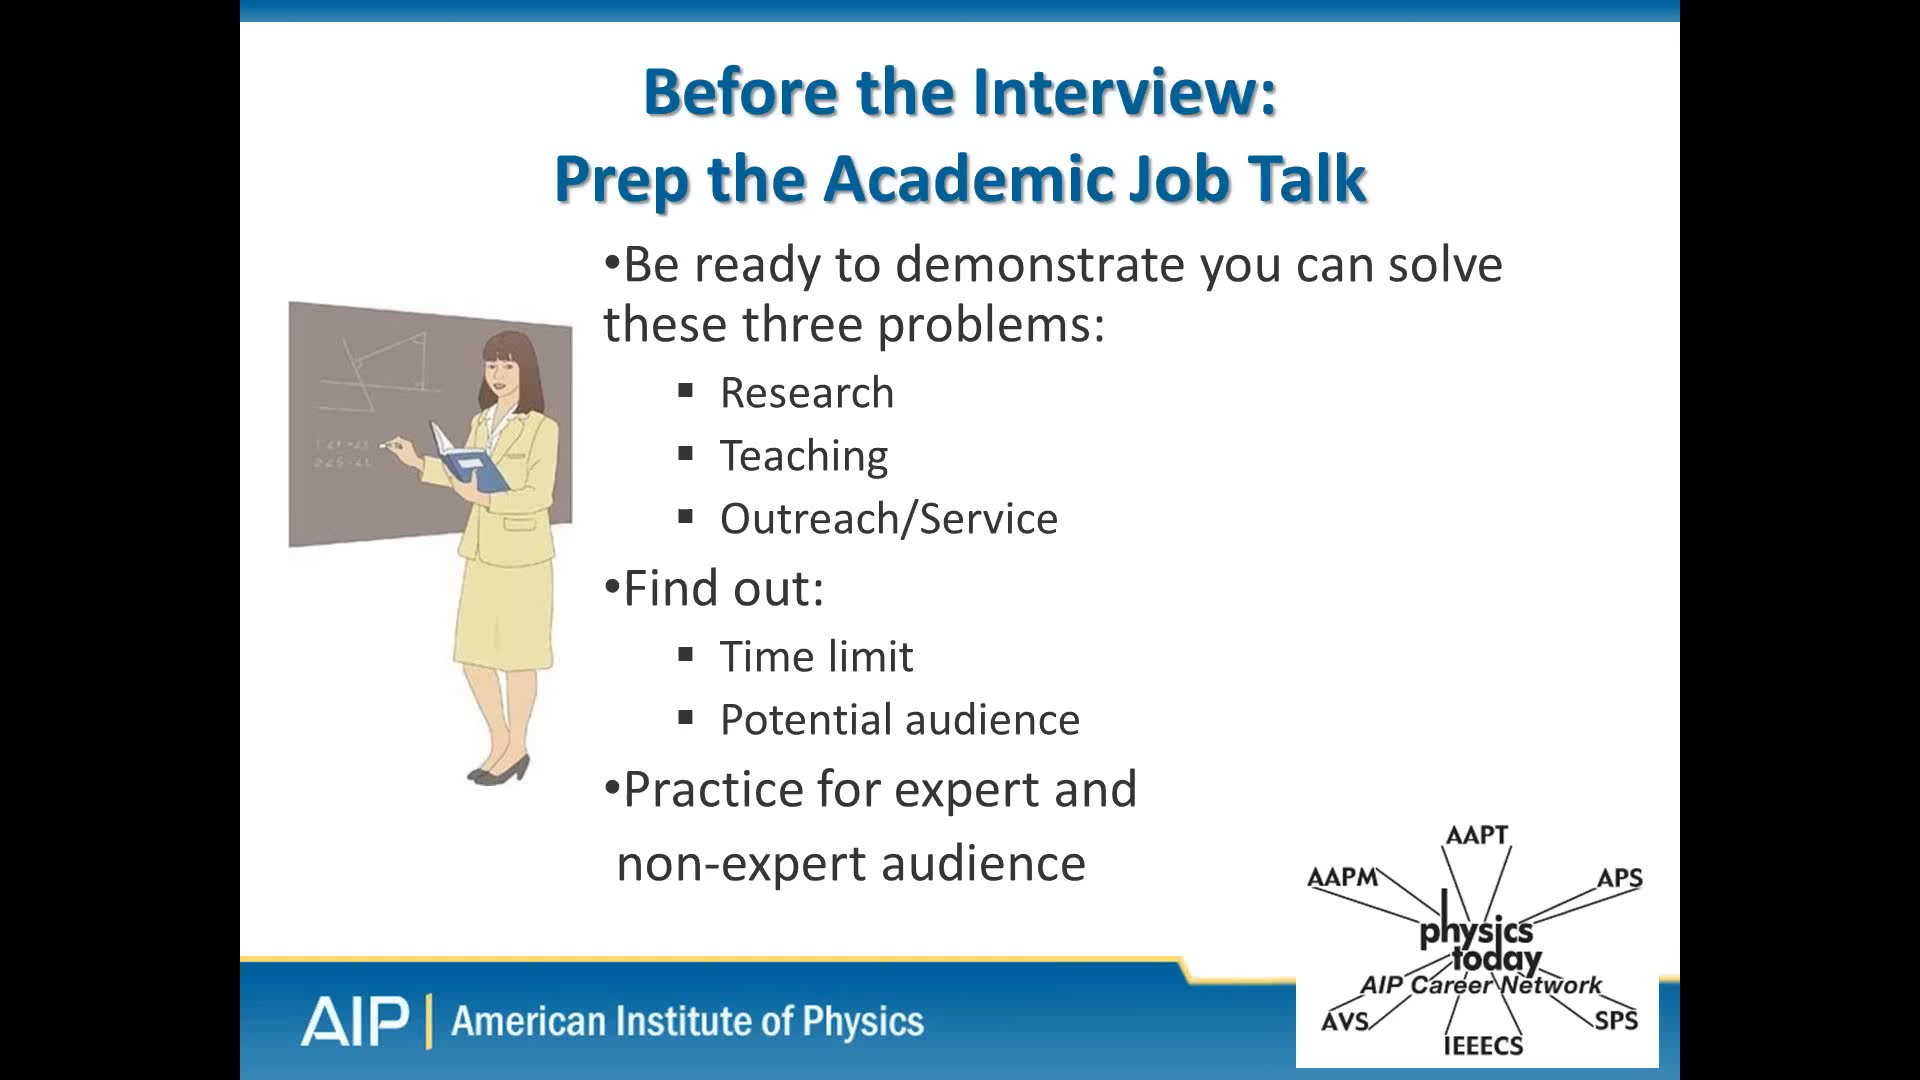 Before the Interview:
Prep the Academic Job Talk
•Be ready to demonstrate you can solve
these three problems:
▪ Research
▪ Teaching
▪ Outreach/Service
•Find out:
▪ Time limit
▪ Potential audience
•Practice for expert and
non-expert audience
AAPT
AAPM
APS
physics
today
AIP Career Network
AVS
SPS
IEEECS
AIP | American Institute of Physics